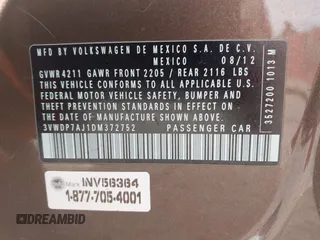 MFD BY VOLKSWAGEN DE MEXICO S.A. DE C.V.
MEXICO 08/12
GVWR4211 GAWR FRONT 2205 / REAR 2116 LBS
THIS VEHICLE CONFORMS TO ALL APPLICABLE U.S.
FEDERAL MOTOR VEHICLE SAFETY, BUMPER AND
THEFT PREVENTION STANDARDS IN EFFECT ON THE
DATE OF MANUFACTURE SHOWN ABOVE.
3VWDP7AJ1DM372752 PASSENGER CAR
3527200 1013 M
INV56364
1-877-705-4001
© DREAMBID